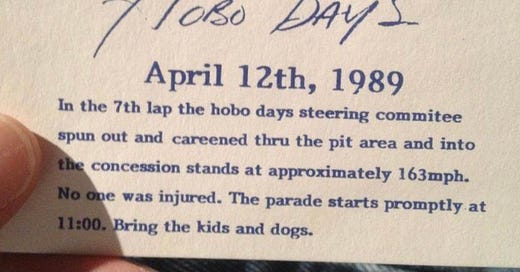 Hobo Days
April 12th, 1989
In the 7th lap the hobo days steering commitee
spun out and careened thru the pit area and into
the concession stands at approximately 163mph.
No one was injured. The parade starts promptly at
11:00. Bring the kids and dogs.